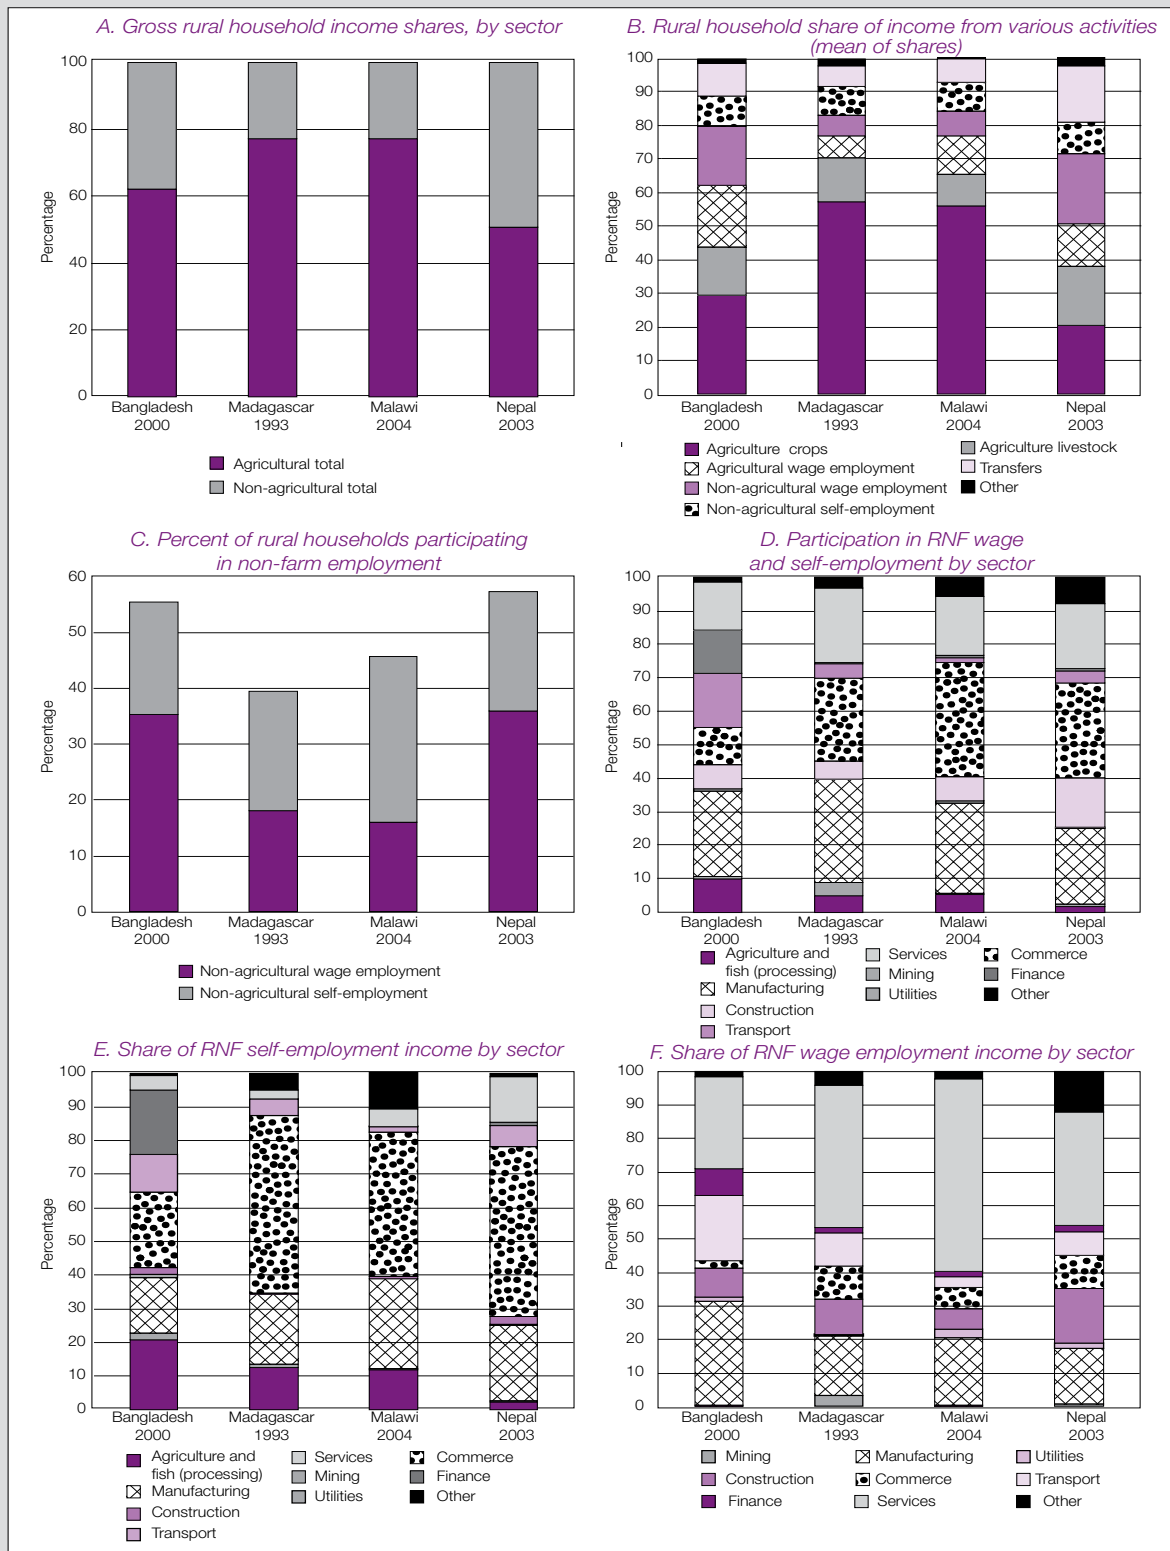 A. Gross rural household income shares, by sector
100
80
60
40
20
0
Percentage
Bangladesh 2000
Madagascar 1993
Malawi 2004
Nepal 2003
Agricultural total
Non-agricultural total
B. Rural household share of income from various activities
(mean of shares)
100
90
80
70
60
50
40
30
20
10
0
Percentage
Bangladesh 2000
Madagascar 1993
Malawi 2004
Nepal 2003
Agriculture crops
Agricultural wage employment
Non-agricultural wage employment
Non-agricultural self-employment
Agriculture livestock
Transfers
Other
C. Percent of rural households participating
in non-farm employment
60
50
40
30
20
10
0
Percentage
Bangladesh 2000
Madagascar 1993
Malawi 2004
Nepal 2003
Non-agricultural wage employment
Non-agricultural self-employment
D. Participation in RNF wage
and self-employment by sector
100
90
80
70
60
50
40
30
20
10
0
Percentage
Bangladesh 2000
Madagascar 1993
Malawi 2004
Nepal 2003
Agriculture and
fish (processing)
Manufacturing
Construction
Transport
Services
Mining
Utilities
Commerce
Finance
Other
E. Share of RNF self-employment income by sector
100
90
80
70
60
50
40
30
20
10
0
Percentage
Bangladesh 2000
Madagascar 1993
Malawi 2004
Nepal 2003
Agriculture and
fish (processing)
Manufacturing
Construction
Transport
Services
Mining
Utilities
Commerce
Finance
Other
F. Share of RNF wage employment income by sector
100
90
80
70
60
50
40
30
20
10
0
Percentage
Bangladesh 2000
Madagascar 1993
Malawi 2004
Nepal 2003
Mining
Construction
Finance
Manufacturing
Commerce
Services
Utilities
Transport
Other